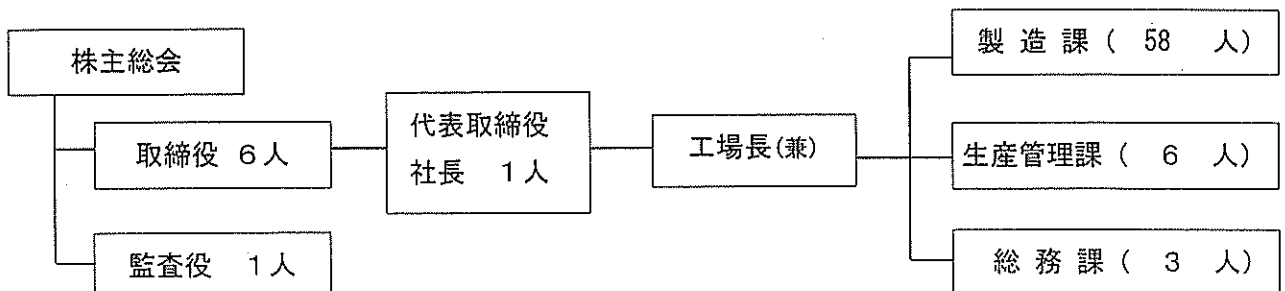 株主総会
取締役 6人
監査役 1人
代表取締役
社長 1人
工場長(兼)
製 造 課 ( 58 人)
生産管理課 ( 6 人)
総 務 課 ( 3 人)